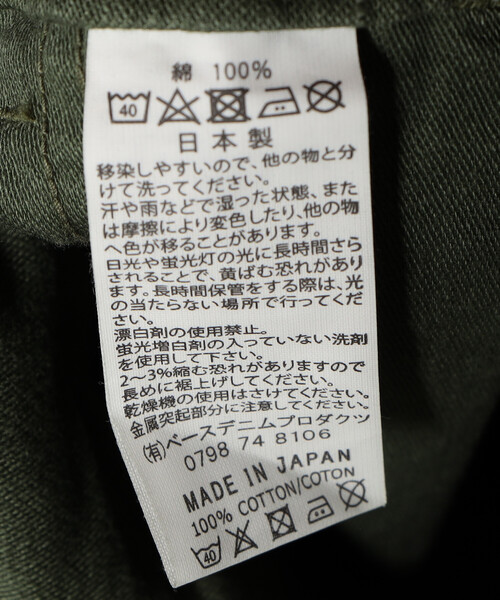 綿 100%
40
日本製
移染しやすいので、他の物と分
けて洗ってください。
汗や雨などで湿った状態、また
は摩擦により変色したり、他の物
へ色が移ることがあります。
日光や蛍光灯の光に長時間さら
されることで、黄ばむ恐れがあり
ます。長時間保管をする際は、光
の当たらない場所で行ってくだ
さい。
漂白剤の使用禁止。
蛍光増白剤の入っていない洗剤
を使用して下さい。
2~3%縮む恐れがありますので
長めに裾上げしてください。
乾燥機の使用はさけてください。
金属突起部分に注意してください。
(有)ベースデニムプロダクツ
0798 74 8106
MADE IN JAPAN
100% COTTON/COTON
40